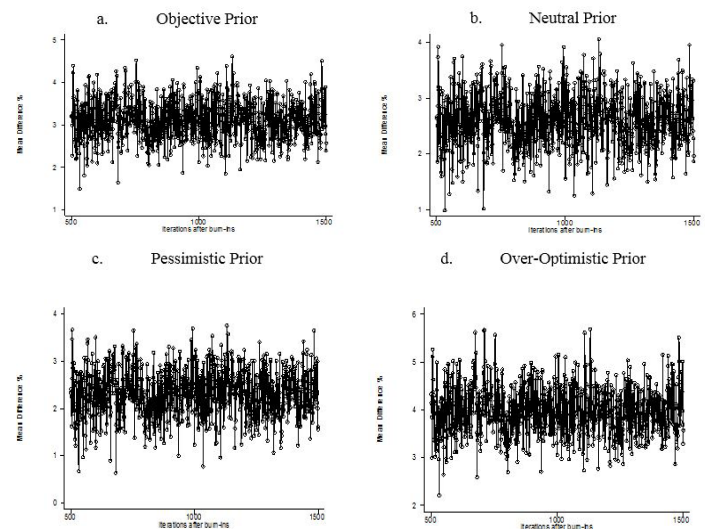 a. Objective Prior
5
4
3
2
1
Mean Difference %
500 1000 1500
Iterations after burn-ins
b. Neutral Prior
4
3
2
1
Mean Difference %
500 1000 1500
Iterations after burn-ins
c. Pessimistic Prior
4
3
2
1
0
Mean Difference %
500 1000 1500
Iterations after burn-ins
d. Over-Optimistic Prior
6
5
4
3
2
Mean Difference %
500 1000 1500
Iterations after burn-ins